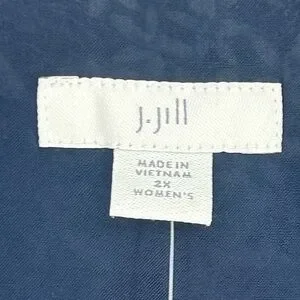 J.Jill
MADE IN
VIETNAM
2X
WOMEN'S